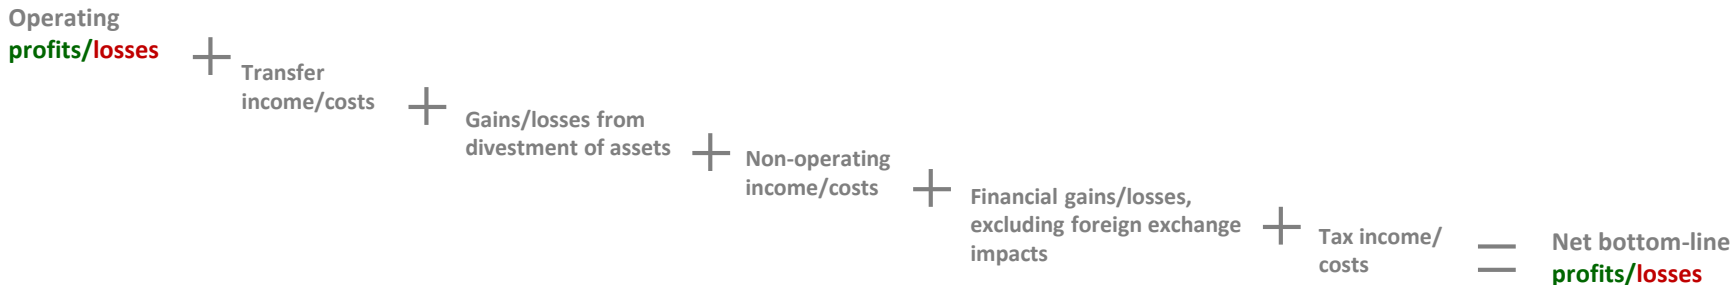 Operating
profits/losses
+
Transfer
income/costs
+
Gains/losses from
divestment of assets
+
Non-operating
income/costs
+
Financial gains/losses,
excluding foreign exchange
impacts
+
Tax income/
costs
=
Net bottom-line
profits/losses